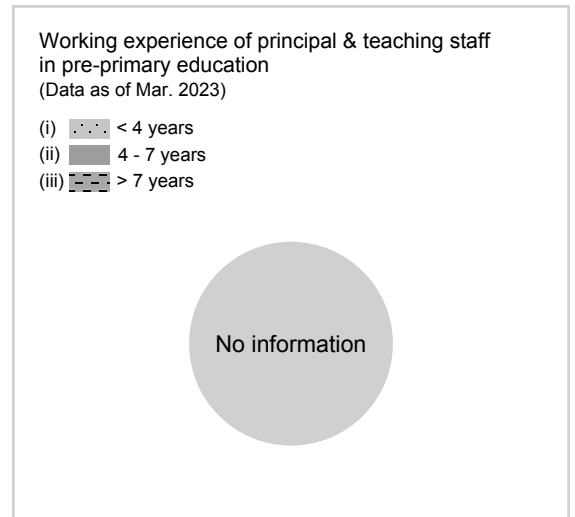 Working experience of principal & teaching staff
in pre-primary education
(Data as of Mar. 2023)
(i) < 4 years
(ii) 4 - 7 years
(iii) > 7 years
No information